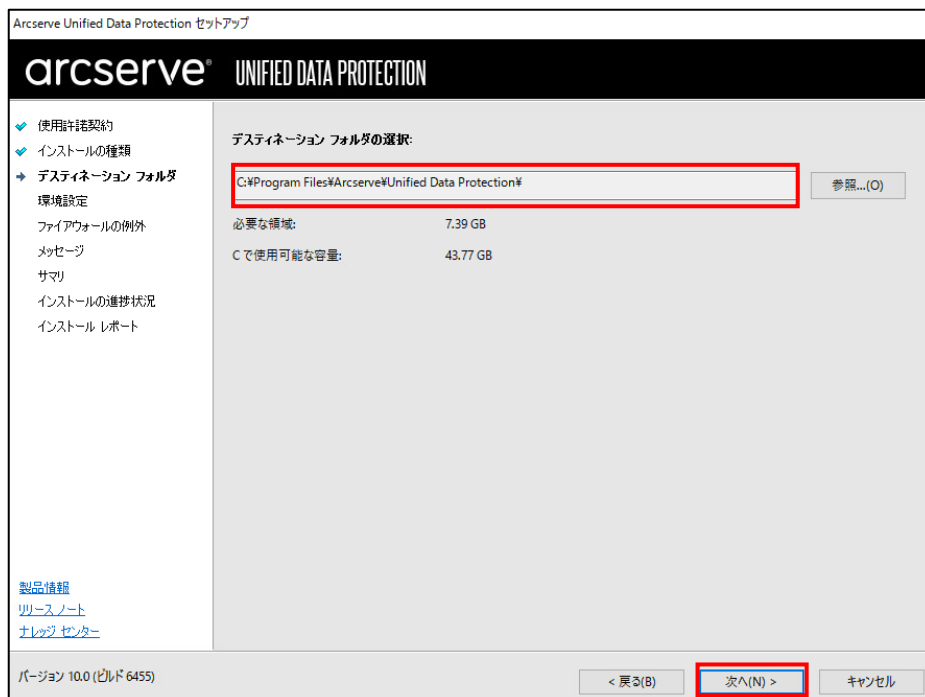 Arcserve Unified Data Protection セットアップ
arcserve® UNIFIED DATA PROTECTION
使用許諾契約
インストールの種類
デスティネーション フォルダ
環境設定
ファイアウォールの例外
メッセージ
サマリ
インストールの進捗状況
インストール レポート
デスティネーション フォルダの選択:
C:¥Program Files¥Arcserve¥Unified Data Protection¥
参照...(O)
必要な領域: 7.39 GB
C で使用可能な容量: 43.77 GB
製品情報
リリース ノート
ナレッジ センター
バージョン 10.0 (ビルド 6455)
< 戻る(B)
次へ(N) >
キャンセル